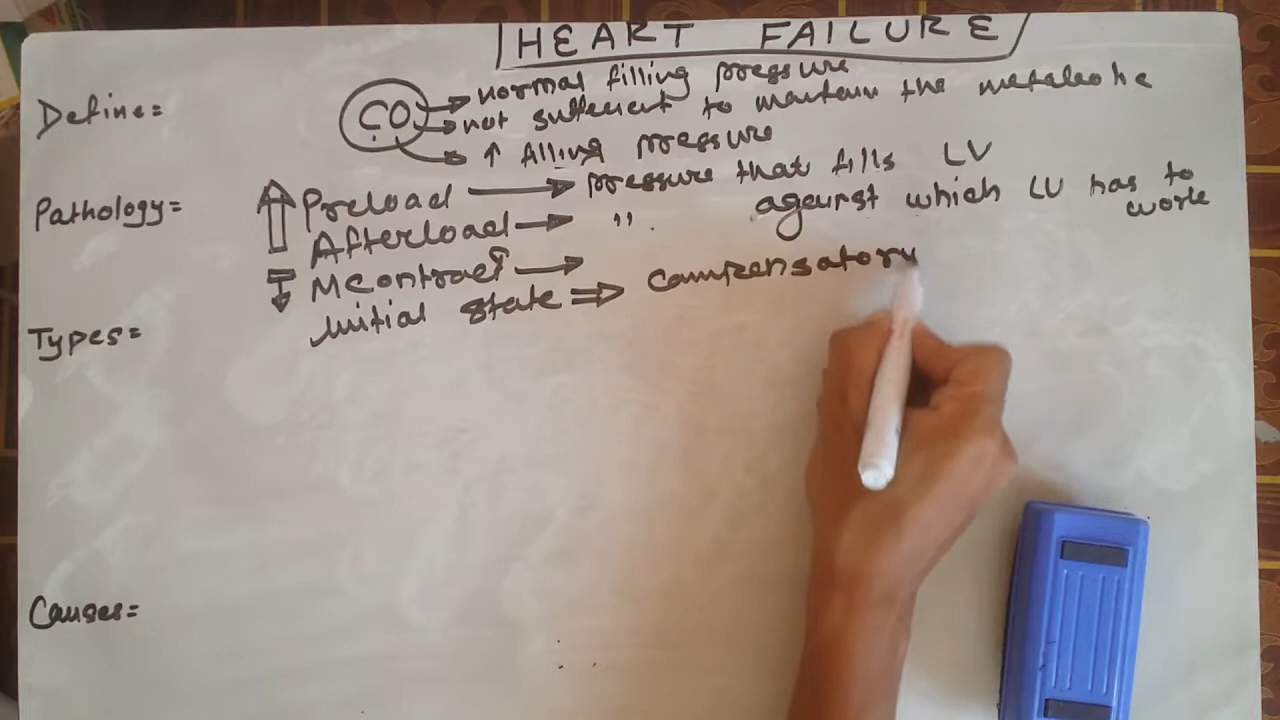 HEART FAILURE
Define= CO → normal filling pressure
→ not sufficient to maintain the metabolic
→ ↑ filling pressure
Pathology= ↑ Preload → pressure that fills LV
Afterload → " . against which LV has to work
↓ Mcontract →
Initial state ⇒ compensatory
Types=
Causes=